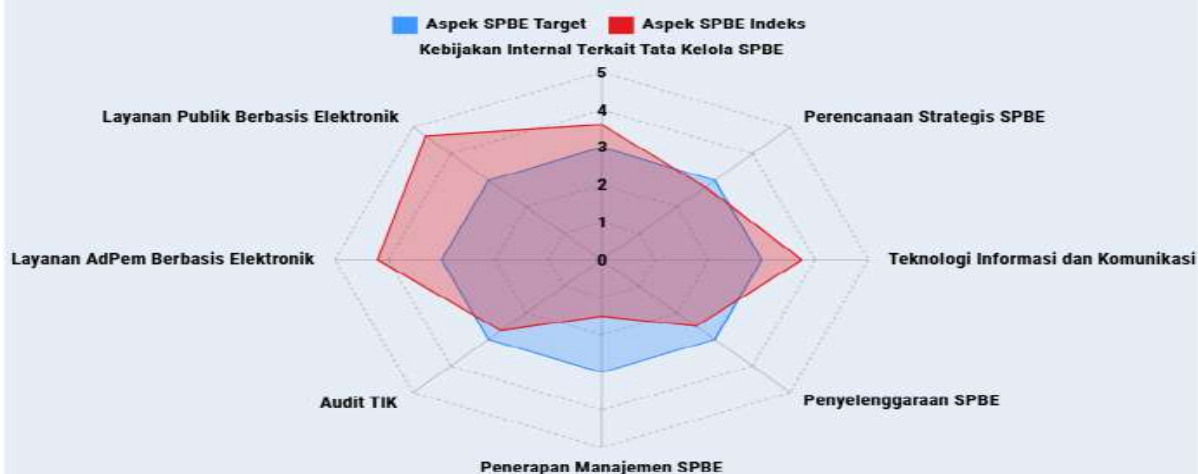 Aspek SPBE Target Aspek SPBE Indeks
Kebijakan Internal Terkait Tata Kelola SPBE
5
Layanan Publik Berbasis Elektronik
Perencanaan Strategis SPBE
4
3
2
1
Layanan AdPem Berbasis Elektronik
0
Teknologi Informasi dan Komunikasi
Audit TIK
Penyelenggaraan SPBE
Penerapan Manajemen SPBE